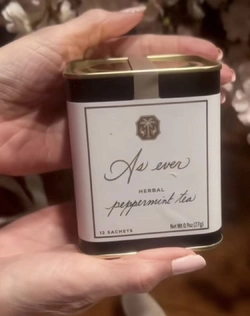 As ever
HERBAL
peppermint tea
12 SACHETS
Net Wt 0.9oz (27g)